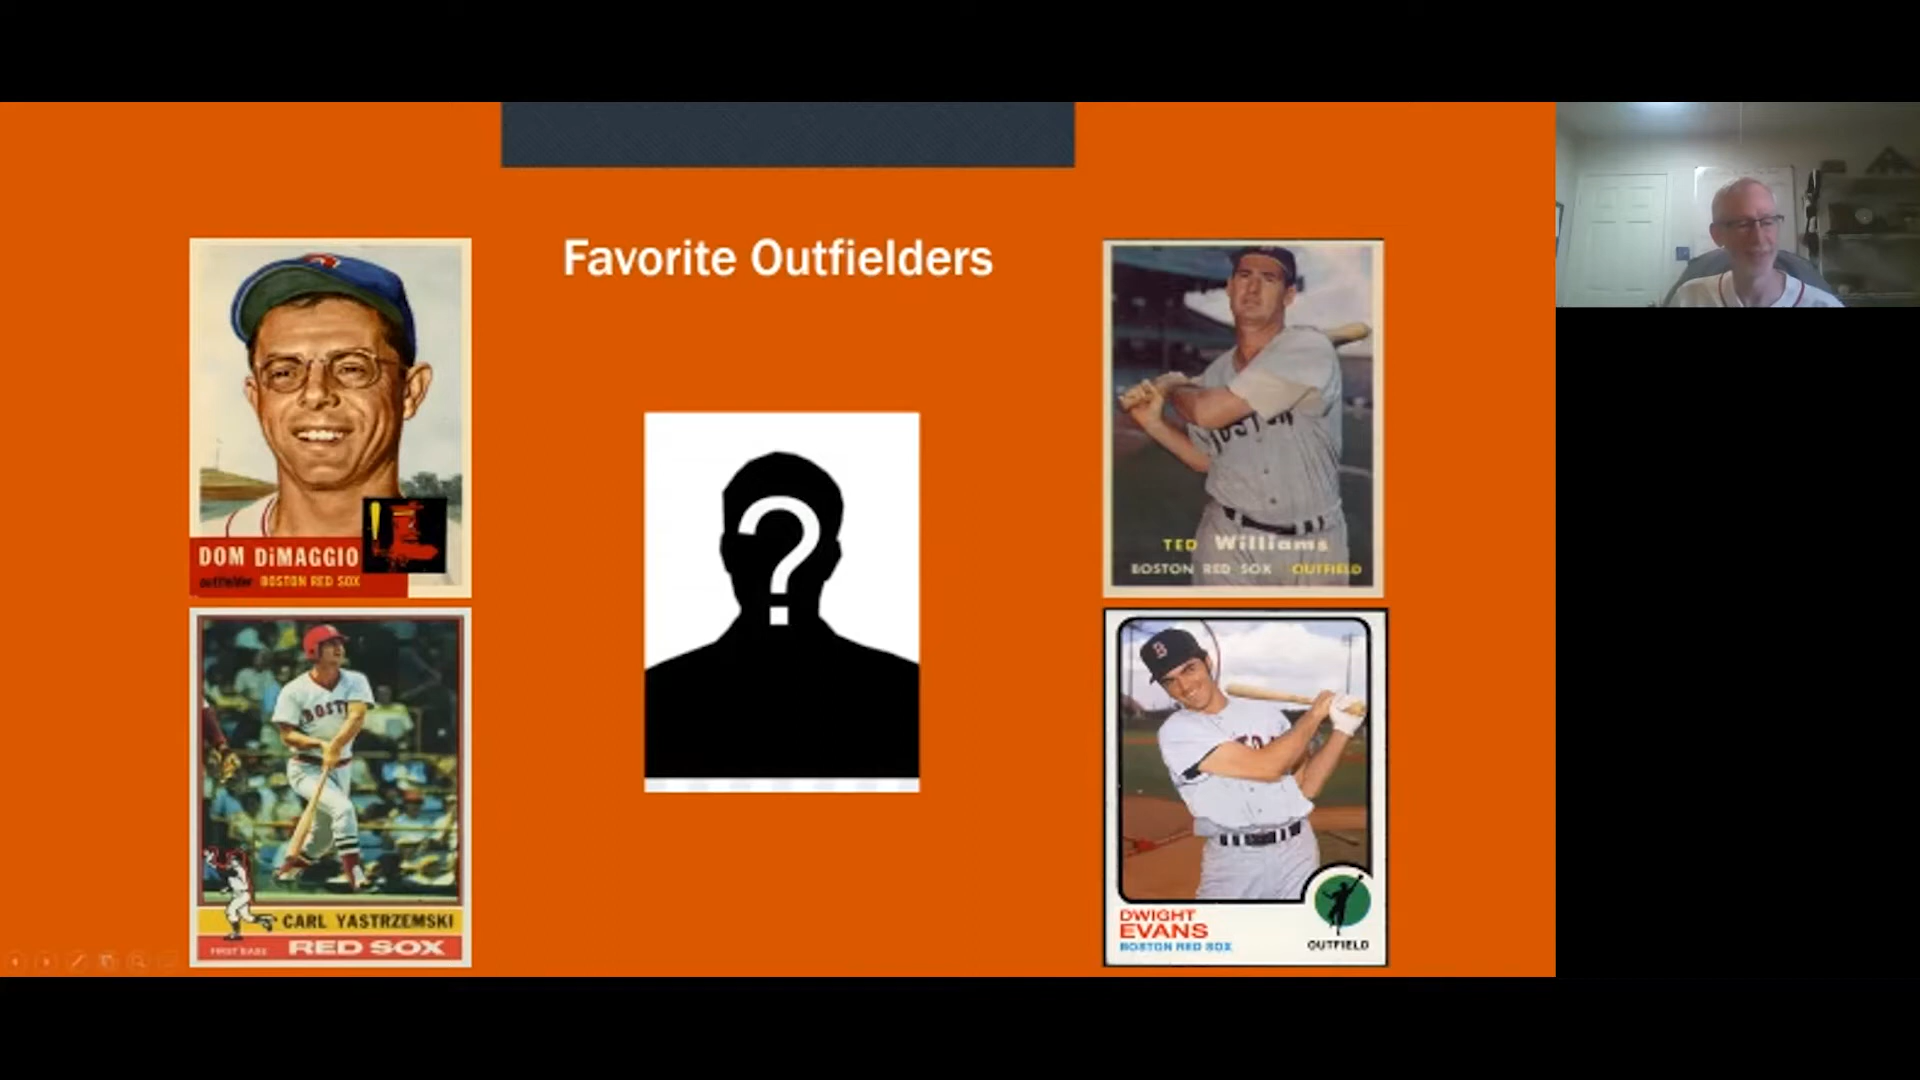 Favorite Outfielders
DOM DiMAGGIO
outfielder BOSTON RED SOX
TED Williams
BOSTON RED SOX OUTFIELD
?
BOSTON
B
CARL YASTRZEMSKI
FIRST BASE RED SOX
DWIGHT
EVANS
BOSTON RED SOX
OUTFIELD